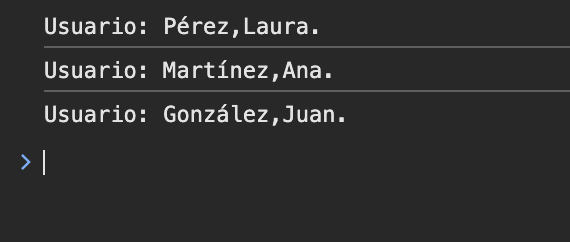 Usuario: Pérez,Laura.
Usuario: Martínez,Ana.
Usuario: González,Juan.
>